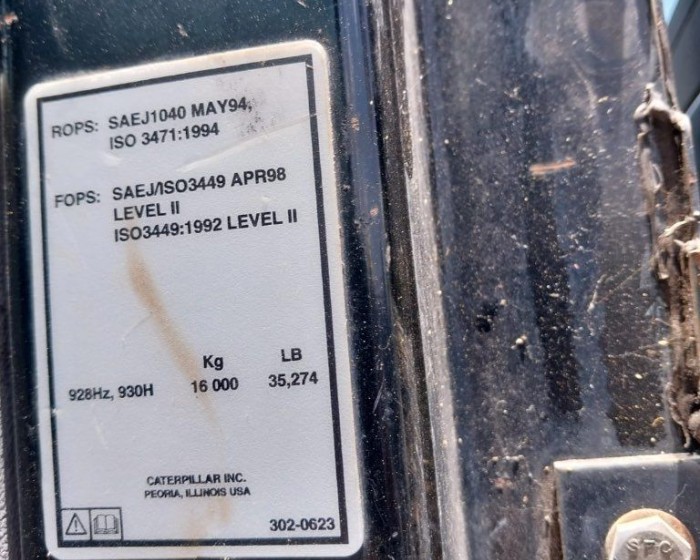 ROPS: SAEJ1040 MAY94,
ISO 3471:1994
FOPS: SAEJ/ISO3449 APR98
LEVEL II
ISO3449:1992 LEVEL II
Kg LB
928Hz, 930H 16 000 35,274
CATERPILLAR INC.
PEORIA, ILLINOIS USA
302-0623